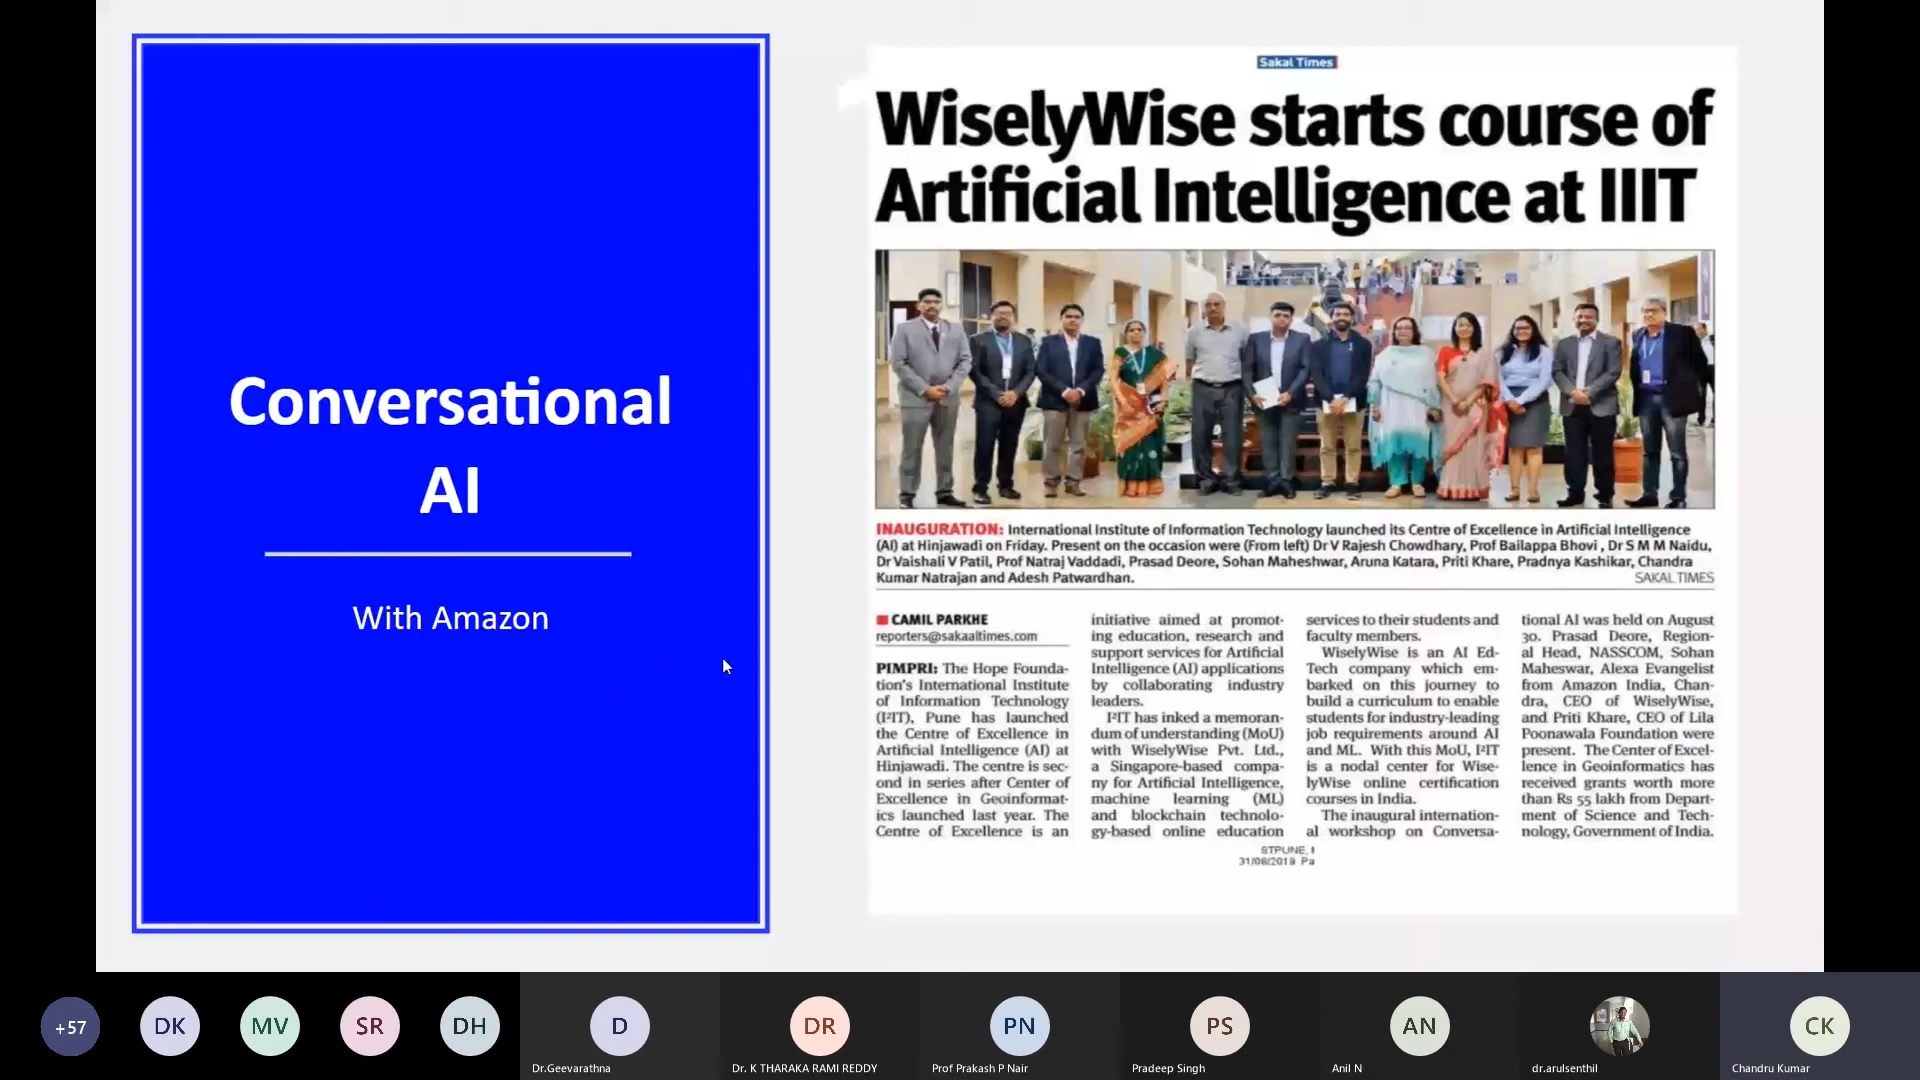 Conversational
AI
With Amazon
Sakal Times
WiselyWise starts course of
Artificial Intelligence at IIIT
INAUGURATION: International Institute of Information Technology launched its Centre of Excellence in Artificial Intelligence
(AI) at Hinjawadi on Friday. Present on the occasion were (From left) Dr V Rajesh Chowdhary, Prof Bailappa Bhovi , Dr S M M Naidu,
Dr Vaishali V Patil, Prof Natraj Vaddadi, Prasad Deore, Sohan Maheshwar, Aruna Katara, Priti Khare, Pradnya Kashikar, Chandra
Kumar Natrajan and Adesh Patwardhan.
SAKAL TIMES
CAMIL PARKHE
reporters@sakaaltimes.com
PIMPRI: The Hope Founda-
tion's International Institute
of Information Technology
(I²IT), Pune has launched
the Centre of Excellence in
Artificial Intelligence (AI) at
Hinjawadi. The centre is sec-
ond in series after Center of
Excellence in Geoinformat-
ics launched last year. The
Centre of Excellence is an
initiative aimed at promot-
ing education, research and
support services for Artificial
Intelligence (AI) applications
by collaborating industry
leaders.
I²IT has inked a memoran-
dum of understanding (MoU)
with WiselyWise Pvt. Ltd.,
a Singapore-based compa-
ny for Artificial Intelligence,
machine learning (ML)
and blockchain technolo-
gy-based online education
services to their students and
faculty members.
WiselyWise is an AI Ed-
Tech company which em-
barked on this journey to
build a curriculum to enable
students for industry-leading
job requirements around AI
and ML. With this MoU, I²IT
is a nodal center for Wise-
lyWise online certification
courses in India.
The inaugural internation-
al workshop on Conversa-
tional AI was held on August
30. Prasad Deore, Region-
al Head, NASSCOM, Sohan
Maheswar, Alexa Evangelist
from Amazon India, Chan-
dra, CEO of WiselyWise,
and Priti Khare, CEO of Lila
Poonawala Foundation were
present. The Center of Excel-
lence in Geoinformatics has
received grants worth more
than Rs 55 lakh from Depart-
ment of Science and Tech-
nology, Government of India.
STPUNE,
31/08/2019 Pa
+57
DK
MV
SR
DH
D
DR
PN
PS
AN
CK
Dr.Geevarathna
Dr. K THARAKA RAMI REDDY
Prof Prakash P Nair
Pradeep Singh
Anil N
dr.arulsenthil
Chandru Kumar